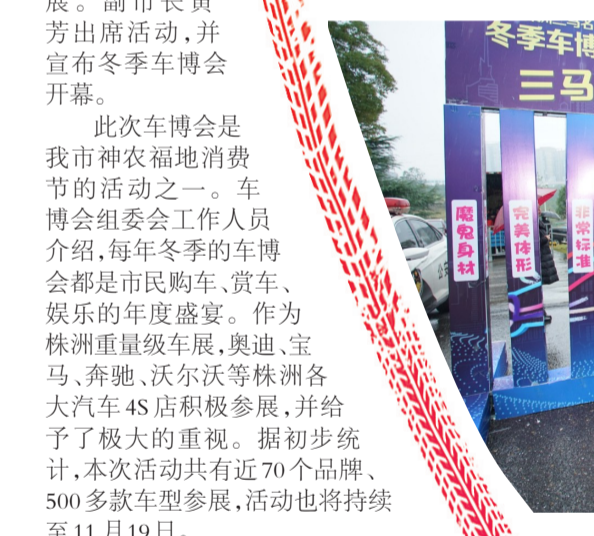 展。副市长黄
芳出席活动,并
宣布冬季车博会
开幕。
此次车博会是
我市神农福地消费
节的活动之一。车
博会组委会工作人员
介绍,每年冬季的车博
会都是市民购车、赏车、
娱乐的年度盛宴。作为
株洲重量级车展,奥迪、宝
马、奔驰、沃尔沃等株洲各
大汽车4S店积极参展,并给
予了极大的重视。据初步统
计,本次活动共有近70个品牌、
500多款车型参展,活动也将持续
至11月19日。
冬季车博
三马
魔鬼身材
完美体形
非常标准
公安